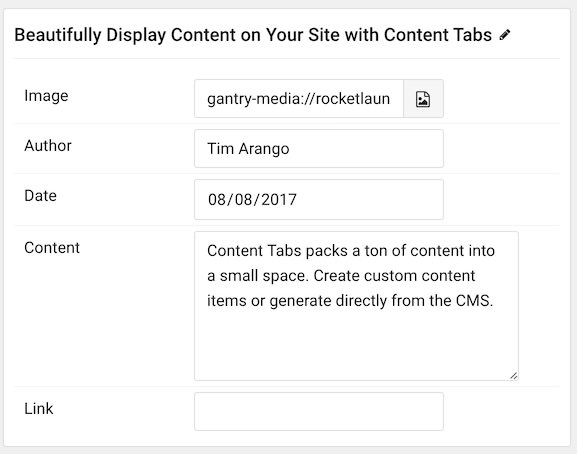 Beautifully Display Content on Your Site with Content Tabs
Image
gantry-media://rocketlaun
Author
Tim Arango
Date
08/08/2017
Content
Content Tabs packs a ton of content into
a small space. Create custom content
items or generate directly from the CMS.
Link